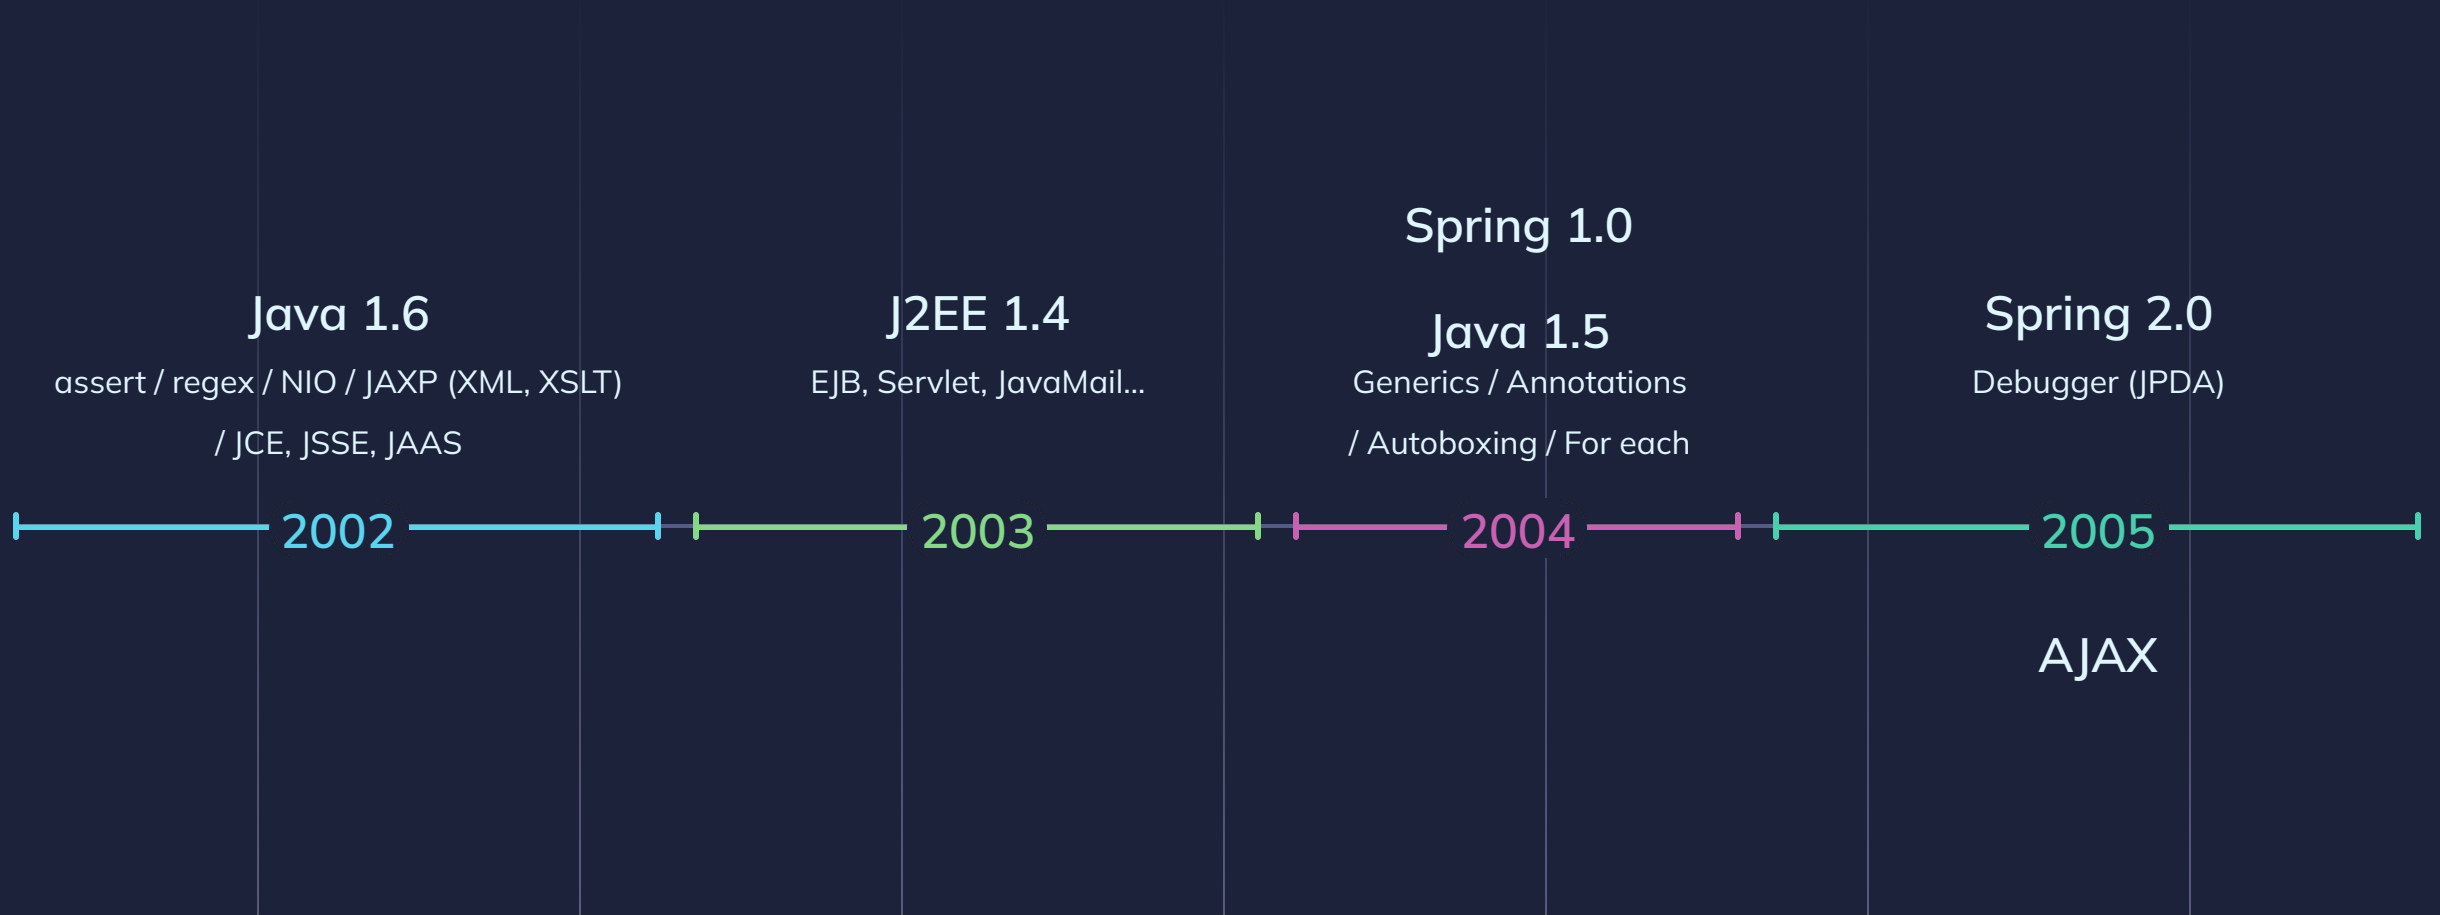 Java 1.6
assert / regex / NIO / JAXP (XML, XSLT)
/ JCE, JSSE, JAAS
2002
J2EE 1.4
EJB, Servlet, JavaMail...
2003
Spring 1.0
Java 1.5
Generics / Annotations
/ Autoboxing / For each
2004
Spring 2.0
Debugger (JPDA)
2005
AJAX